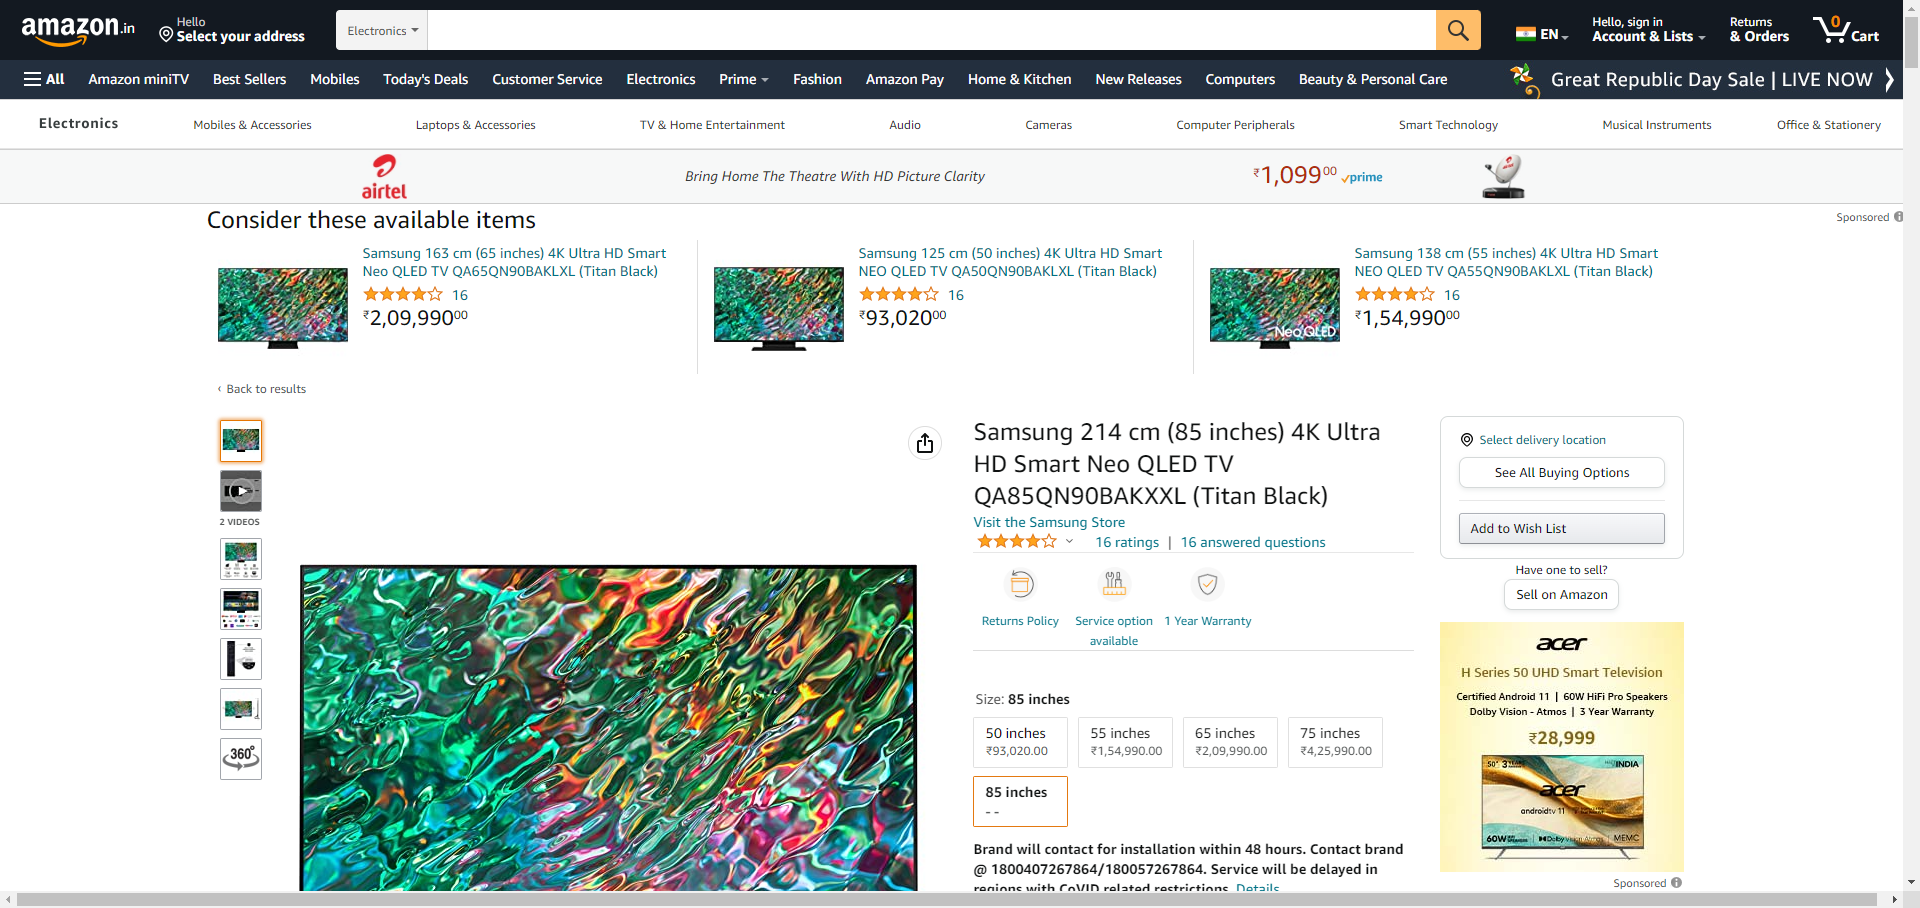 amazon.in
Hello
Select your address
Electronics
EN
Hello, sign in
Account & Lists
Returns
& Orders
0
Cart
All
Amazon miniTV
Best Sellers
Mobiles
Today's Deals
Customer Service
Electronics
Prime
Fashion
Amazon Pay
Home & Kitchen
New Releases
Computers
Beauty & Personal Care
Great Republic Day Sale | LIVE NOW
Electronics
Mobiles & Accessories
Laptops & Accessories
TV & Home Entertainment
Audio
Cameras
Computer Peripherals
Smart Technology
Musical Instruments
Office & Stationery
airtel
Bring Home The Theatre With HD Picture Clarity
₹1,09900 prime
Consider these available items
Sponsored
Samsung 163 cm (65 inches) 4K Ultra HD Smart
Neo QLED TV QA65QN90BAKLXL (Titan Black)
16
₹2,09,99000
Samsung 125 cm (50 inches) 4K Ultra HD Smart
NEO QLED TV QA50QN90BAKLXL (Titan Black)
16
₹93,02000
Neo QLED
Samsung 138 cm (55 inches) 4K Ultra HD Smart
NEO QLED TV QA55QN90BAKLXL (Titan Black)
16
₹1,54,99000
‹ Back to results
2 VIDEOS
360°
Samsung 214 cm (85 inches) 4K Ultra
HD Smart Neo QLED TV
QA85QN90BAKXXL (Titan Black)
Visit the Samsung Store
16 ratings | 16 answered questions
Returns Policy
Service option
available
1 Year Warranty
Size: 85 inches
50 inches
₹93,020.00
55 inches
₹1,54,990.00
65 inches
₹2,09,990.00
75 inches
₹4,25,990.00
85 inches
- -
Brand will contact for installation within 48 hours. Contact brand
@ 1800407267864/180057267864. Service will be delayed in
regions with CoVID related restrictions. Details
Select delivery location
See All Buying Options
Add to Wish List
Have one to sell?
Sell on Amazon
acer
H Series 50 UHD Smart Television
Certified Android 11 | 60W HiFi Pro Speakers
Dolby Vision - Atmos | 3 Year Warranty
₹28,999
50" 3
INDIA
acer
androidtv 11
60W
Dolby Vision Atmos
MEMC
Sponsored